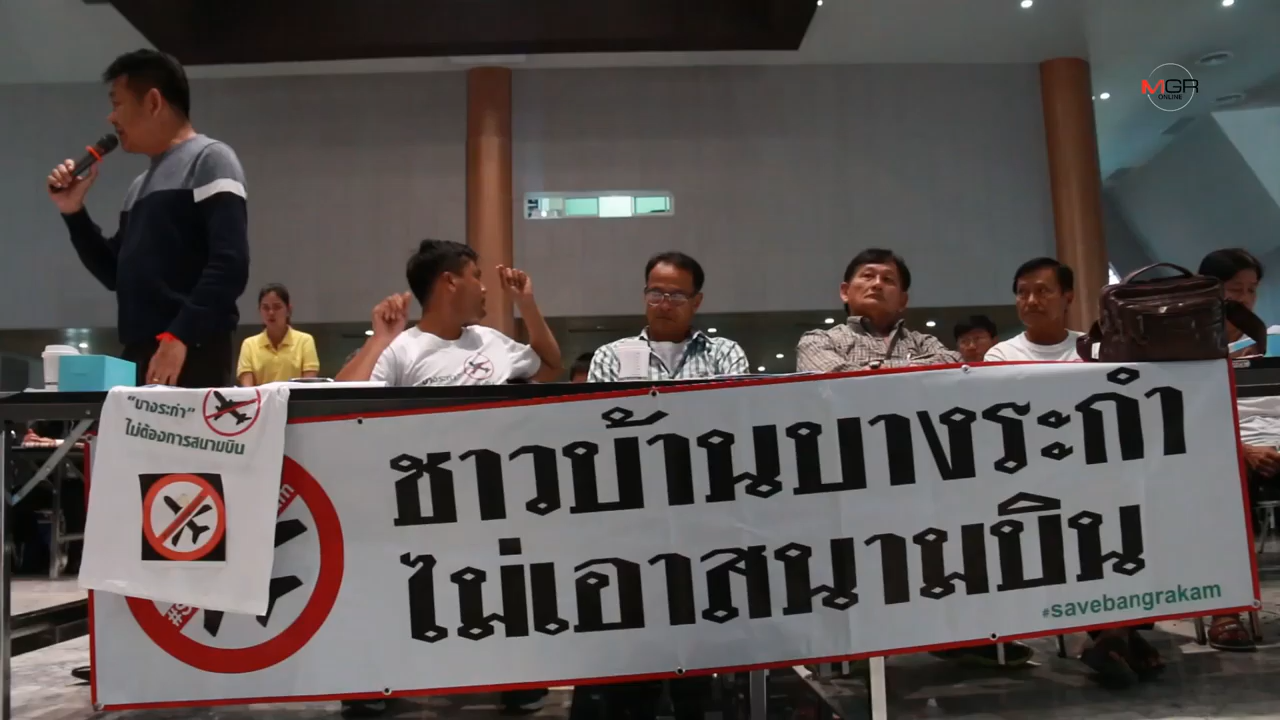 MGR
ONLINE
"บางระกำ"
ไม่ต้องการสนามบิน
ชาวบ้านบางระกำ
ไม่เอาสนามบิน
#savebangrakam